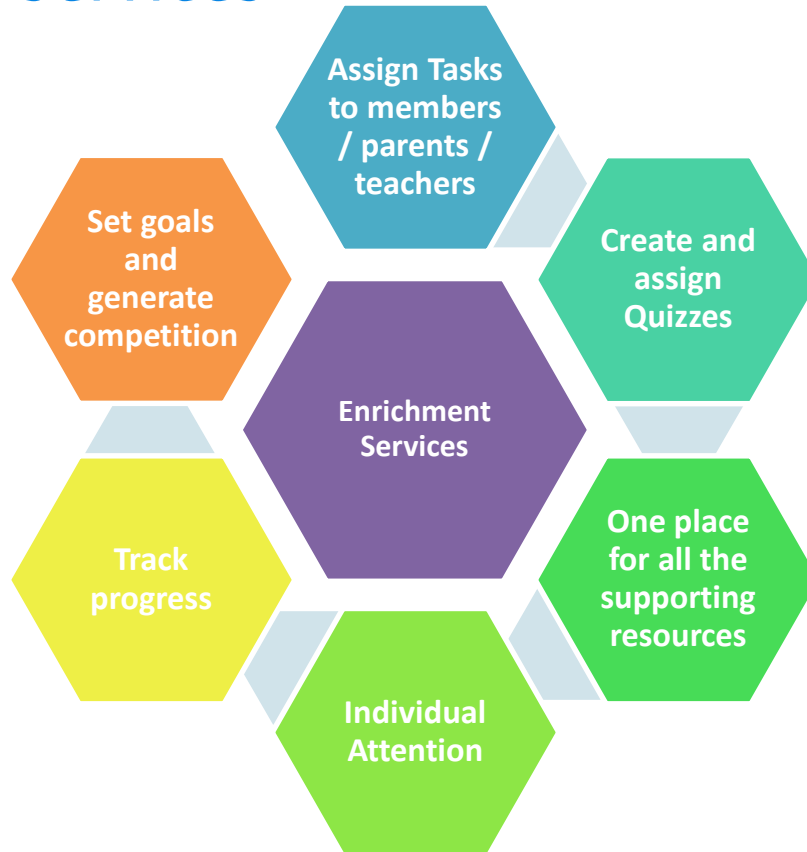 Assign Tasks
to members
/ parents /
teachers
Set goals
and
generate
competition
Create and
assign
Quizzes
Enrichment
Services
Track
progress
One place
for all the
supporting
resources
Individual
Attention